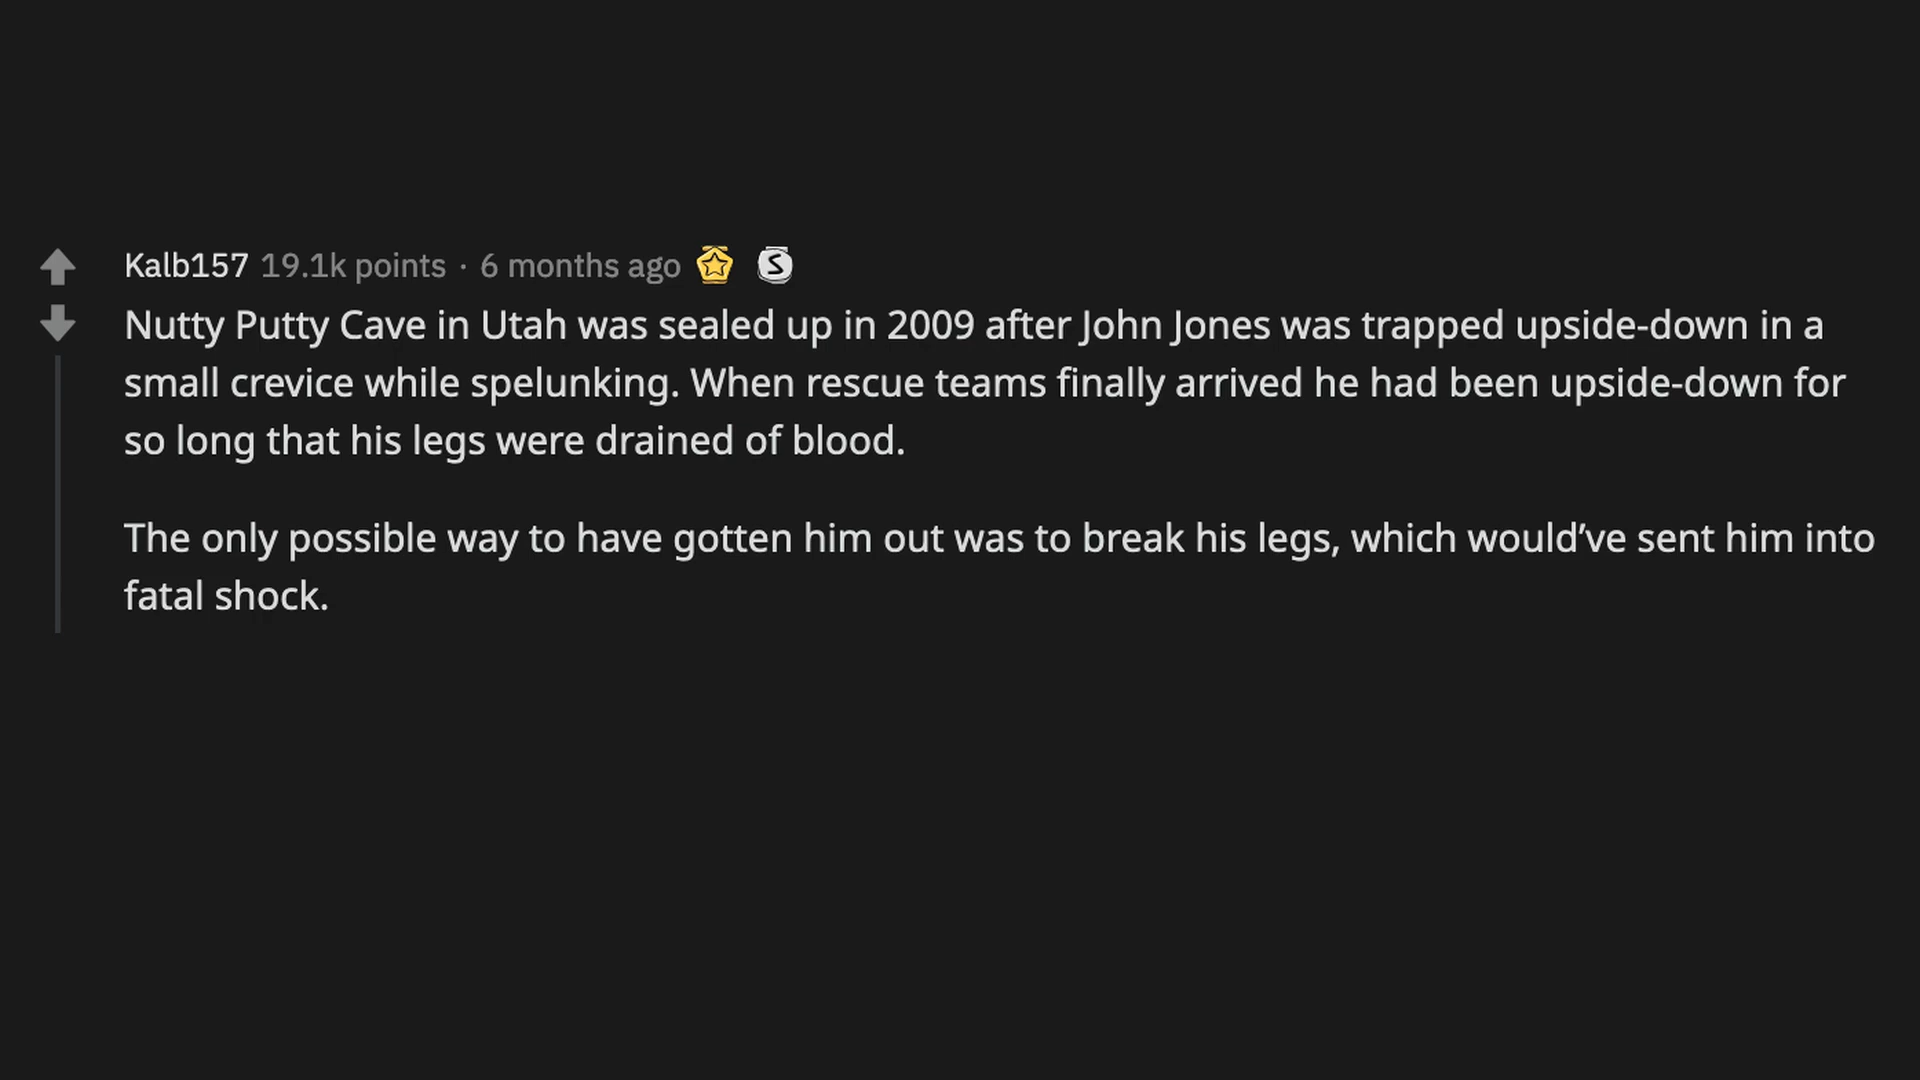 Kalb157 19.1k points · 6 months ago S
Nutty Putty Cave in Utah was sealed up in 2009 after John Jones was trapped upside-down in a
small crevice while spelunking. When rescue teams finally arrived he had been upside-down for
so long that his legs were drained of blood.
The only possible way to have gotten him out was to break his legs, which would’ve sent him into
fatal shock.